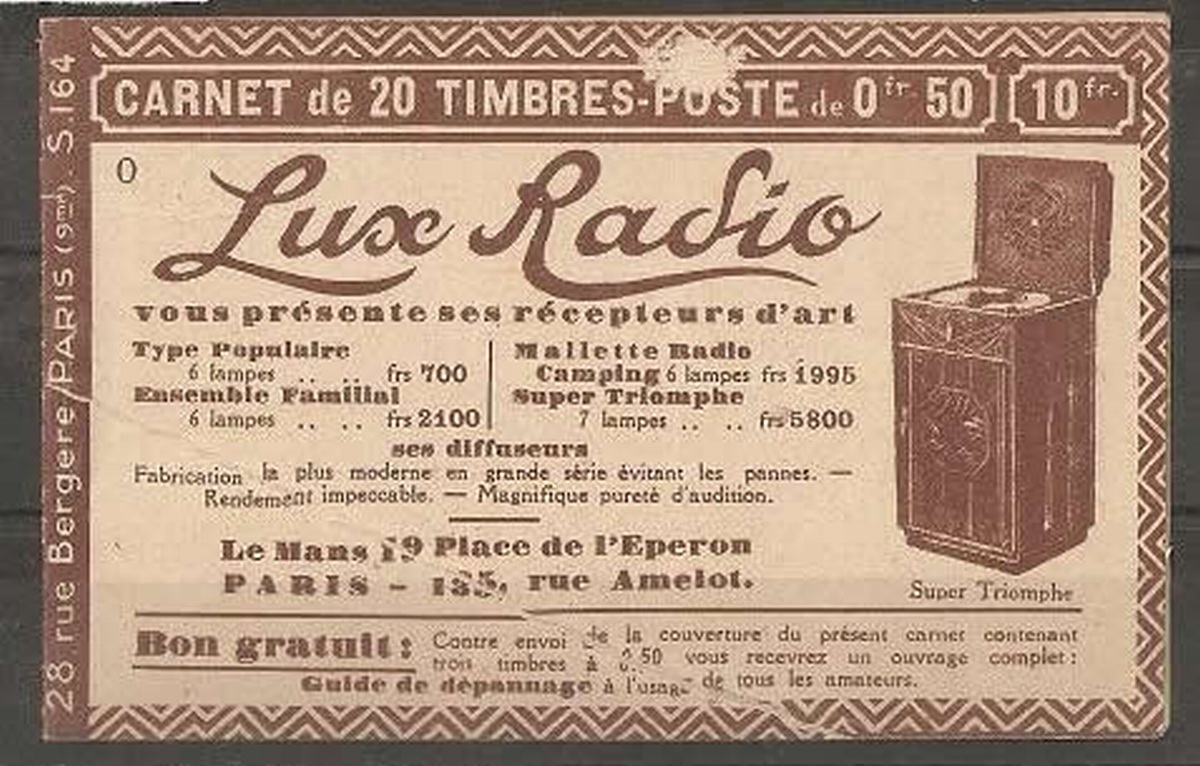 CARNET de 20 TIMBRES-POSTE de 0fr 50 10fr.
28 rue Bergere/PARIS (9me). S.164
O
Lux Radio
vous présente ses récepteurs d'art
Type Populaire
6 lampes .. .. frs 700
Ensemble Familial
6 lampes .. .. frs 2100
Mallette Radio
Camping 6 lampes frs 1995
Super Triomphe
7 lampes .. .. frs 5800
ses diffuseurs
Fabrication la plus moderne en grande série évitant les pannes. —
Rendement impeccable. — Magnifique pureté d'audition.
Le Mans 19 Place de l'Eperon
PARIS - 135, rue Amelot.
Super Triomphe
Bon gratuit : Contre envoi de la couverture du présent carnet contenant
trois timbres à 0.50 vous recevrez un ouvrage complet :
Guide de dépannage à l'usage de tous les amateurs.